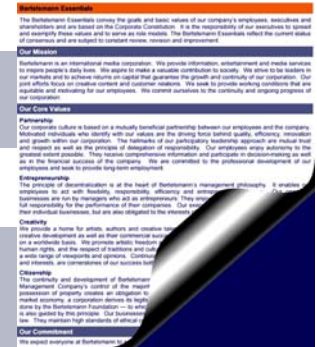 Bertelsmann Essentials
The Bertelsmann Essentials convey the goals and basic values of our company's employees, executives and
shareholders and are based on the Corporate Constitution. It is the responsibility of our executives to spread
and exemplify these values and to serve as role models. The Bertelsmann Essentials reflect the current status
of consensus and are subject to constant review, revision and improvement.
Our Mission
Bertelsmann is an international media corporation. We provide information, entertainment and media services
to inspire people's daily lives. We aspire to make a valuable contribution to society. We strive to be leaders in
our markets and to achieve returns on capital that guarantee the growth and continuity of our corporation. Our
joint efforts focus on creative content and customer relations. We seek to provide working conditions that are
equitable and motivating for our employees. We commit ourselves to the continuity and ongoing progress of
our corporation.
Our Core Values
Partnership
Our corporate culture is based on a mutually beneficial partnership between our employees and the company.
Motivated individuals who identify with our values are the driving force behind quality, efficiency, innovation
and growth within our corporation. The hallmarks of our participatory leadership approach are mutual trust
and respect as well as the principle of delegation of responsibility. Our employees enjoy autonomy to the
greatest extent possible. They receive comprehensive information and participate in decision-making as well
as in the financial success of the company. We are committed to the professional development of our
employees and seek to provide long-term employment.
Entrepreneurship
The principle of decentralization is at the heart of Bertelsmann's management philosophy. It enables
employees to act with flexibility, responsibility, efficiency and entrepreneurial
businesses are run by managers who act as entrepreneurs: They
full responsibility for the performance of their companies. Our
their individual businesses, but are also obligated to the interests
Creativity
We provide a home for artists, authors and creative
creative development as well as their commercial
on a worldwide basis. We promote artistic freedom
human rights, and the respect of traditions and
a wide range of viewpoints and opinions.
and interests, are cornerstones of our success
Citizenship
The continuity and development of Bertelsmann
Management Company's control of the
possession of property creates an obligation to
market economy, a corporation derives its
done by the Bertelsmann Foundation
is also guided by this principle. Our
law. They maintain high standards of ethical
Our Commitment
We expect everyone at Bertelsmann to